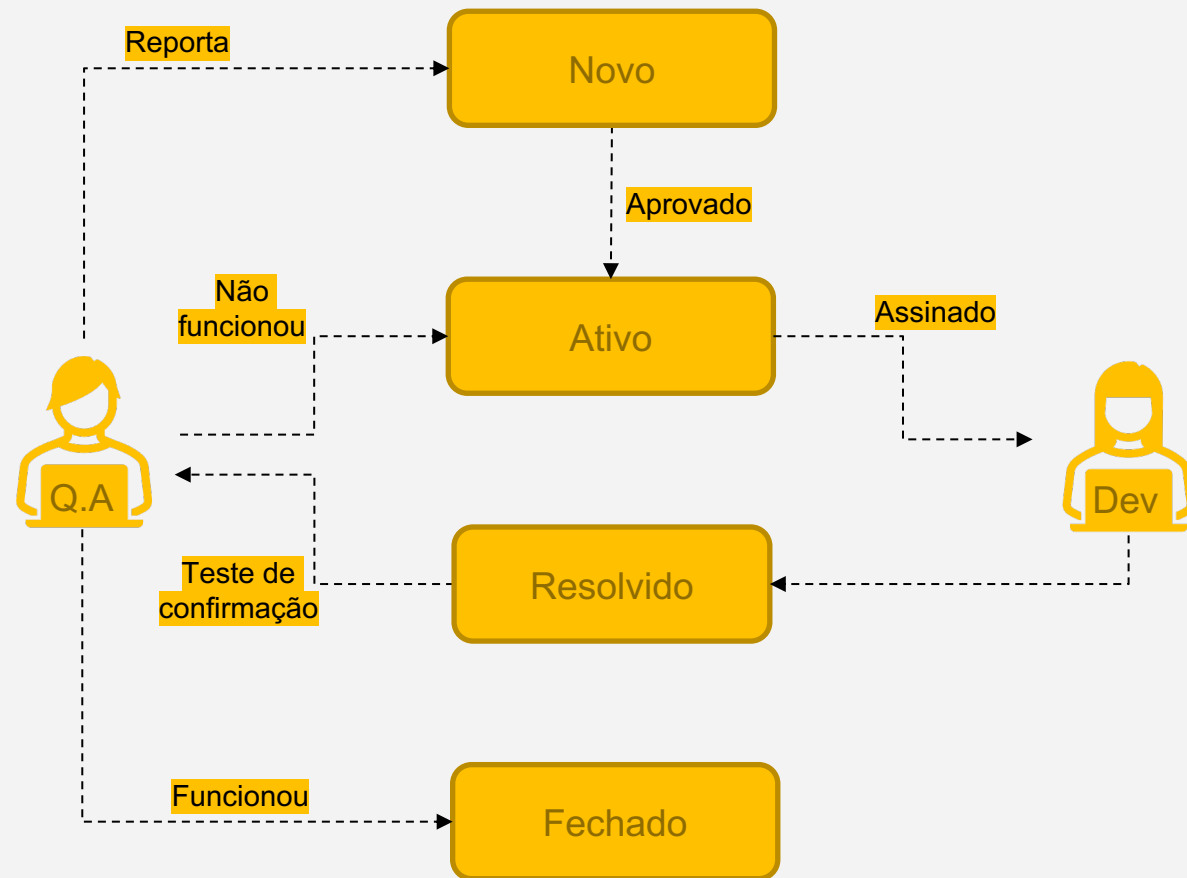 Reporta
Novo
Aprovado
Não
funcionou
Ativo
Assinado
Q.A
Dev
Teste de
confirmação
Resolvido
Funcionou
Fechado